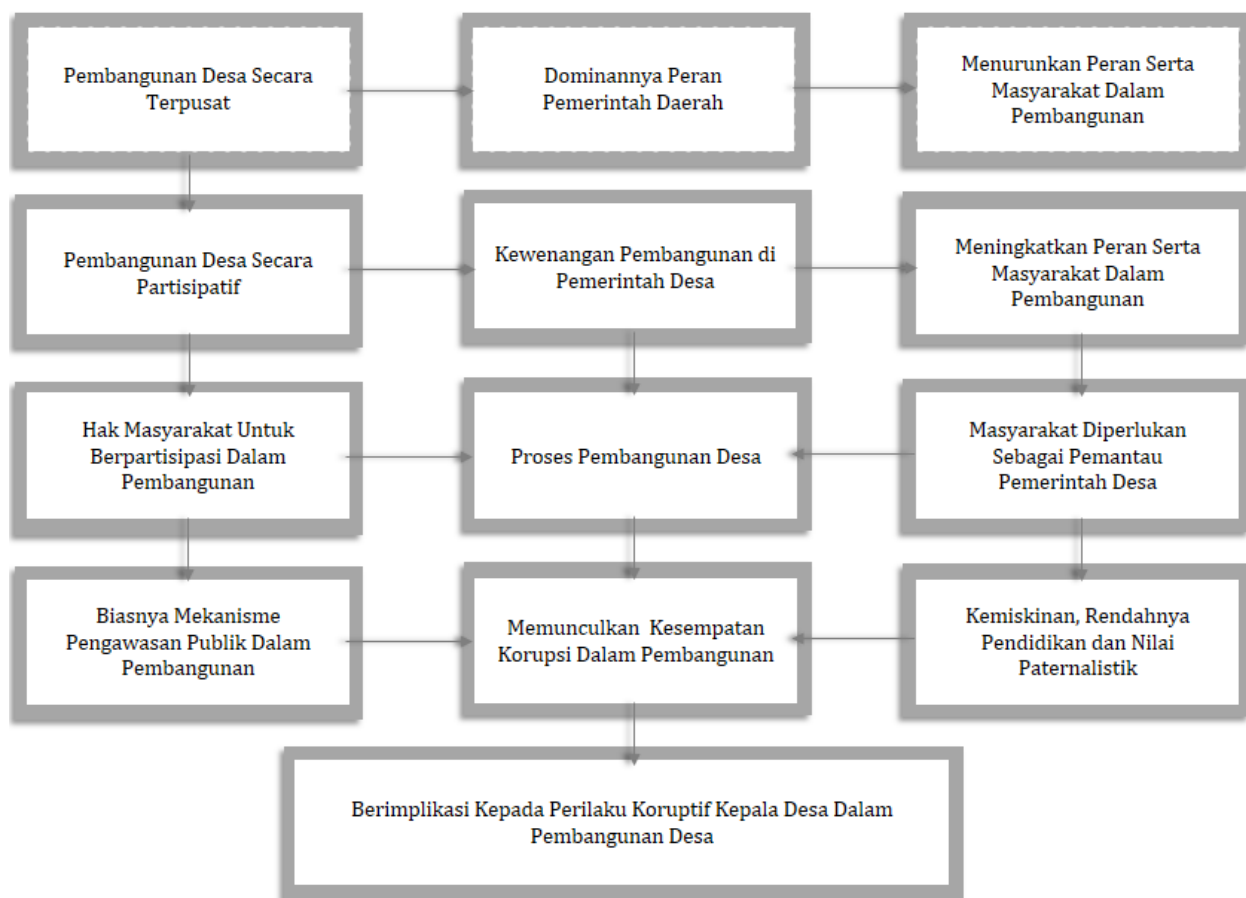 Pembangunan Desa Secara
Terpusat
Dominannya Peran
Pemerintah Daerah
Menurunkan Peran Serta
Masyarakat Dalam
Pembangunan
Pembangunan Desa Secara
Partisipatif
Kewenangan Pembangunan di
Pemerintah Desa
Meningkatkan Peran Serta
Masyarakat Dalam
Pembangunan
Hak Masyarakat Untuk
Berpartisipasi Dalam
Pembangunan
Proses Pembangunan Desa
Masyarakat Diperlukan
Sebagai Pemantau
Pemerintah Desa
Biasnya Mekanisme
Pengawasan Publik Dalam
Pembangunan
Memunculkan Kesempatan
Korupsi Dalam Pembangunan
Kemiskinan, Rendahnya
Pendidikan dan Nilai
Paternalistik
Berimplikasi Kepada Perilaku Koruptif Kepala Desa Dalam
Pembangunan Desa